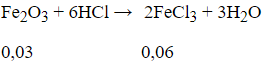 Fe₂O₃ + 6HCl → 2FeCl₃ + 3H₂O
0,03 0,06